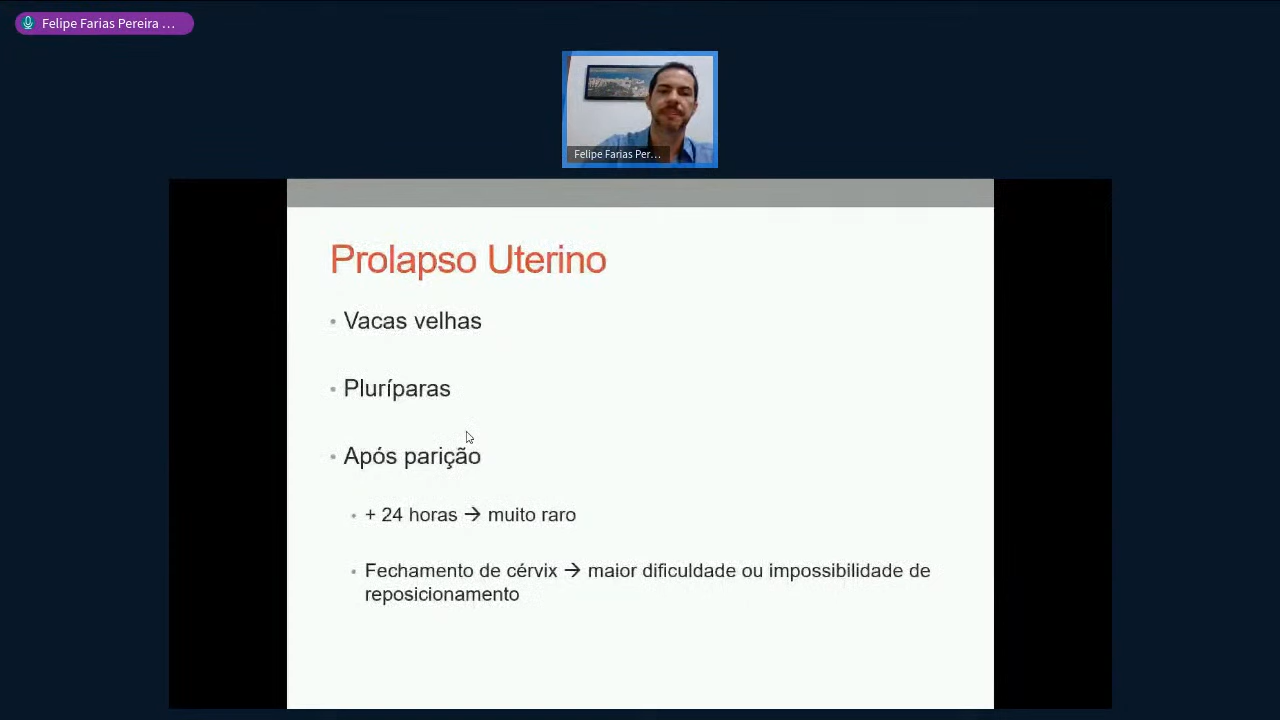 Felipe Farias Pereira ...
Felipe Farias Per...
Prolapso Uterino
• Vacas velhas
• Pluríparas
• Após parição
• + 24 horas → muito raro
• Fechamento de cérvix → maior dificuldade ou impossibilidade de
reposicionamento